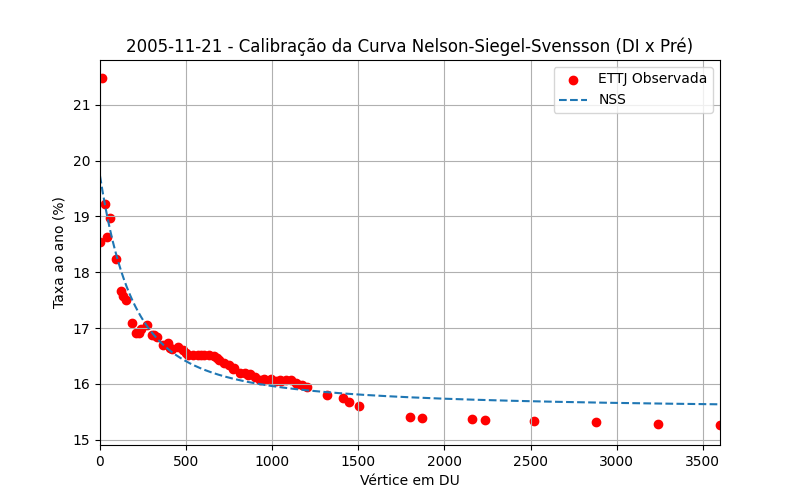 2005-11-21 - Calibração da Curva Nelson-Siegel-Svensson (DI x Pré)
ETTJ Observada
NSS
Taxa ao ano (%)
21
20
19
18
17
16
15
0 500 1000 1500 2000 2500 3000 3500
Vértice em DU